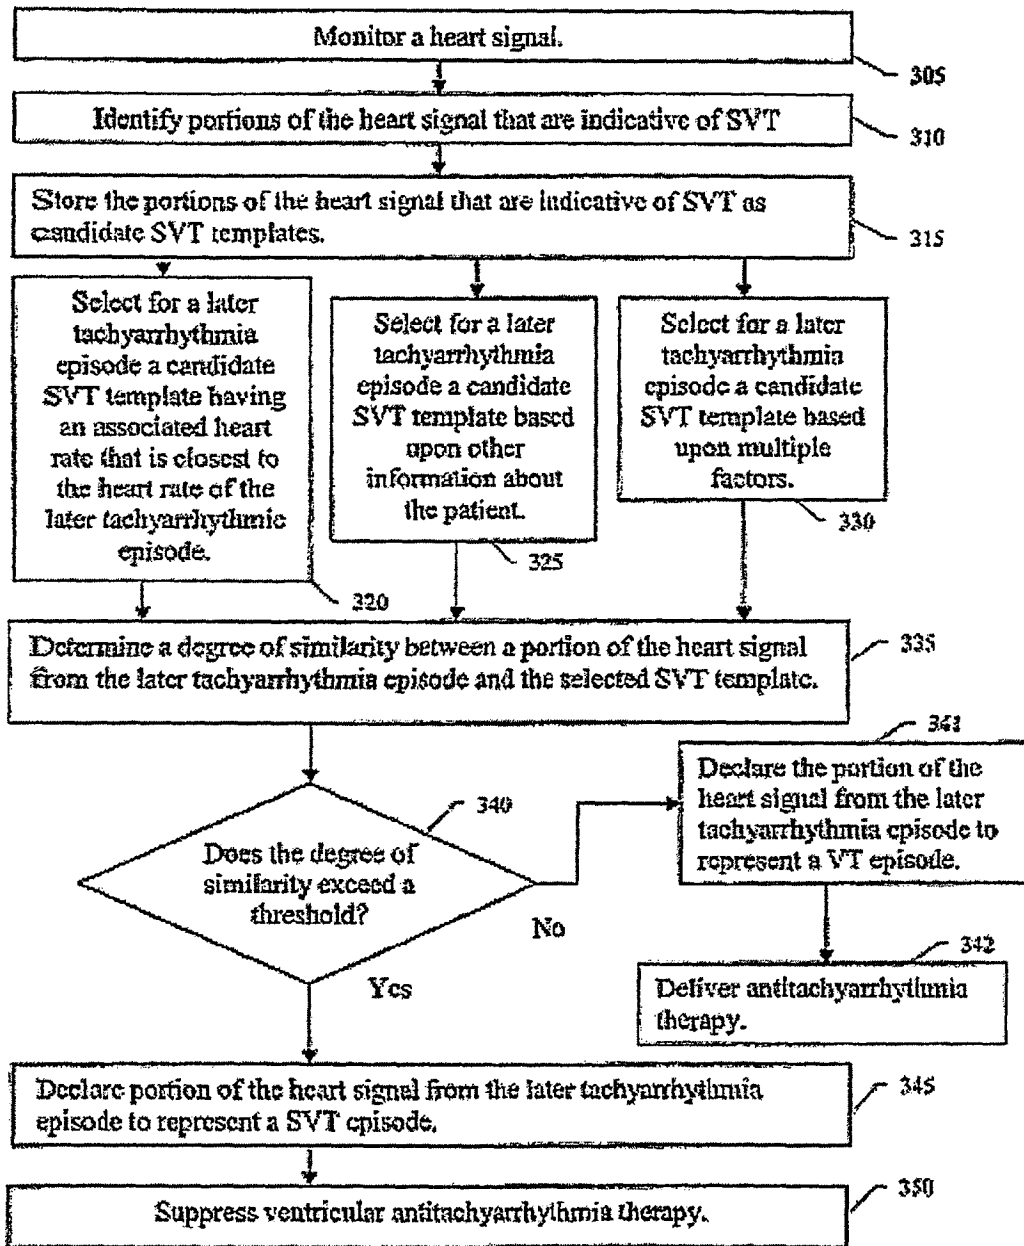 Monitor a heart signal.
305
Identify portions of the heart signal that are indicative of SVT
310
Store the portions of the heart signal that are indicative of SVT as
candidate SVT templates.
315
Select for a later
tachyarrhythmia
episode a candidate
SVT template having
an associated heart
rate that is closest to
the heart rate of the
later tachyarrhythmic
episode.
320
Select for a later
tachyarrhythmia
episode a candidate
SVT template based
upon other
information about
the patient.
325
Select for a later
tachyarrhythmia
episode a candidate
SVT template based
upon multiple
factors.
330
Determine a degree of similarity between a portion of the heart signal
from the later tachyarrhythmia episode and the selected SVT template.
335
Does the degree of
similarity exceed a
threshold?
340
No
Yes
341
Declare the portion of the
heart signal from the later
tachyarrhythmia episode to
represent a VT episode.
342
Deliver antitachyarrhythmia
therapy.
Declare portion of the heart signal from the later tachyarrhythmia
episode to represent a SVT episode.
345
Suppress ventricular antitachyarrhythmia therapy.
350